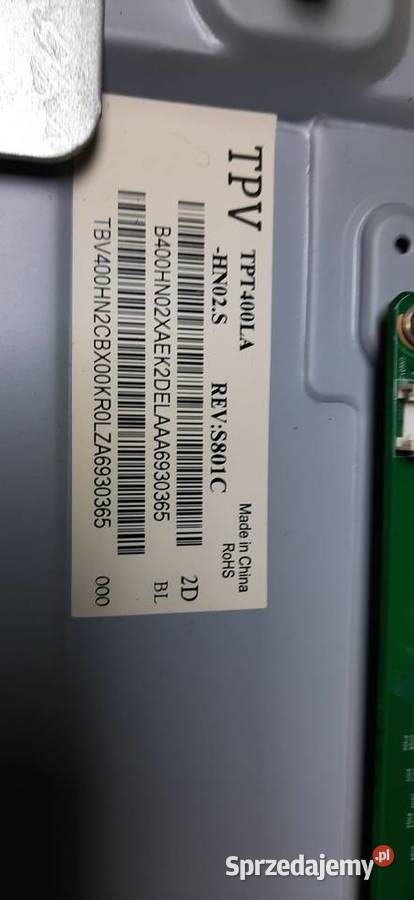 TPV TPT400LA
-HN02.S REV:S801C
Made in China
RoHS
2D
B400HN02XAEK2DELAAA6930365 BL
TBV400HN2CBX00KR0LZA6930365 000
Sprzedajemy.pl